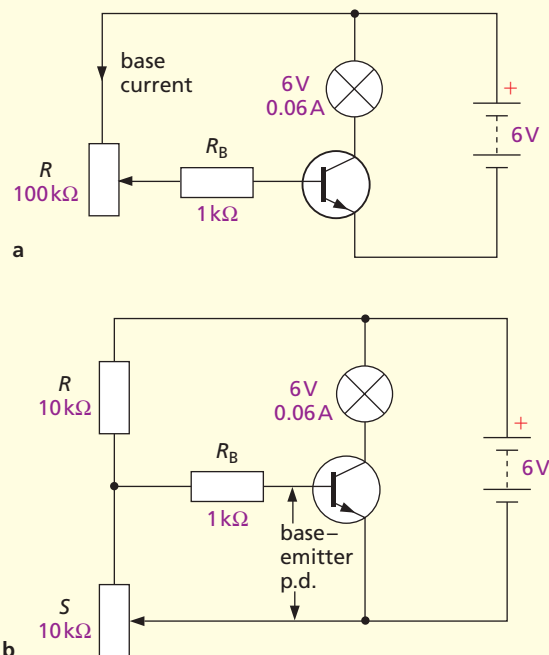 base
current
6V
0.06A
+
6V
R
100kΩ
R_B
1kΩ
a
R
10kΩ
6V
0.06A
+
6V
R_B
1kΩ
base–
emitter
p.d.
S
10kΩ
b